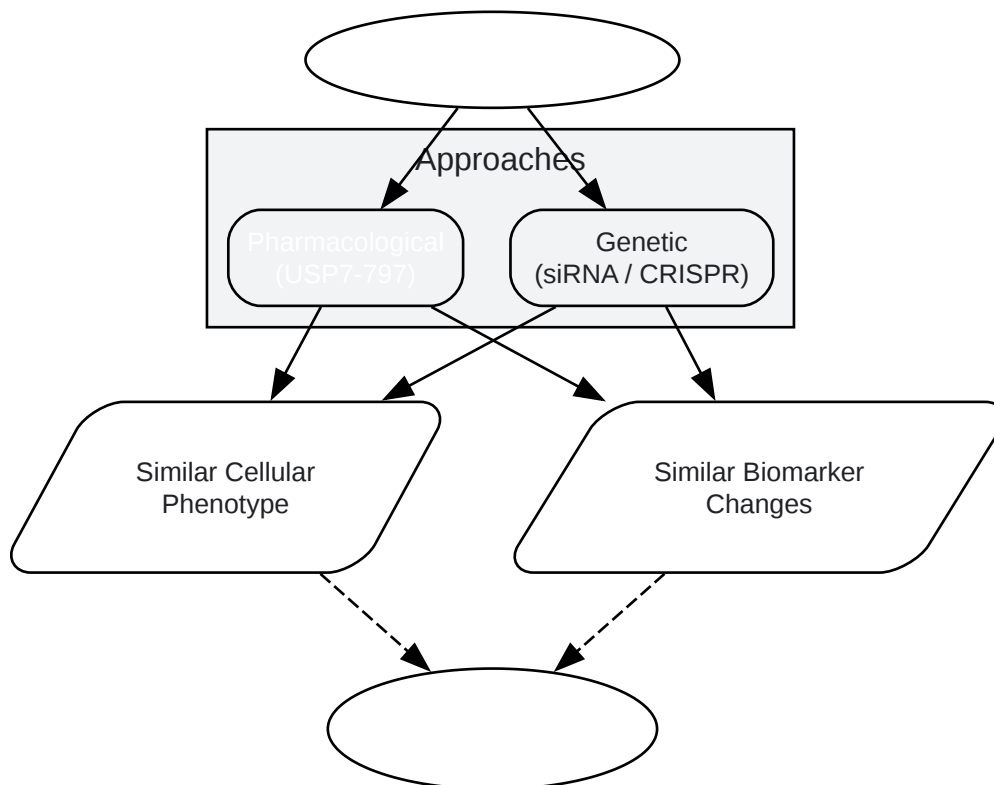 Approaches
Pharmacological
(USP7-797)
Genetic
(siRNA / CRISPR)
Similar Cellular
Phenotype
Similar Biomarker
Changes